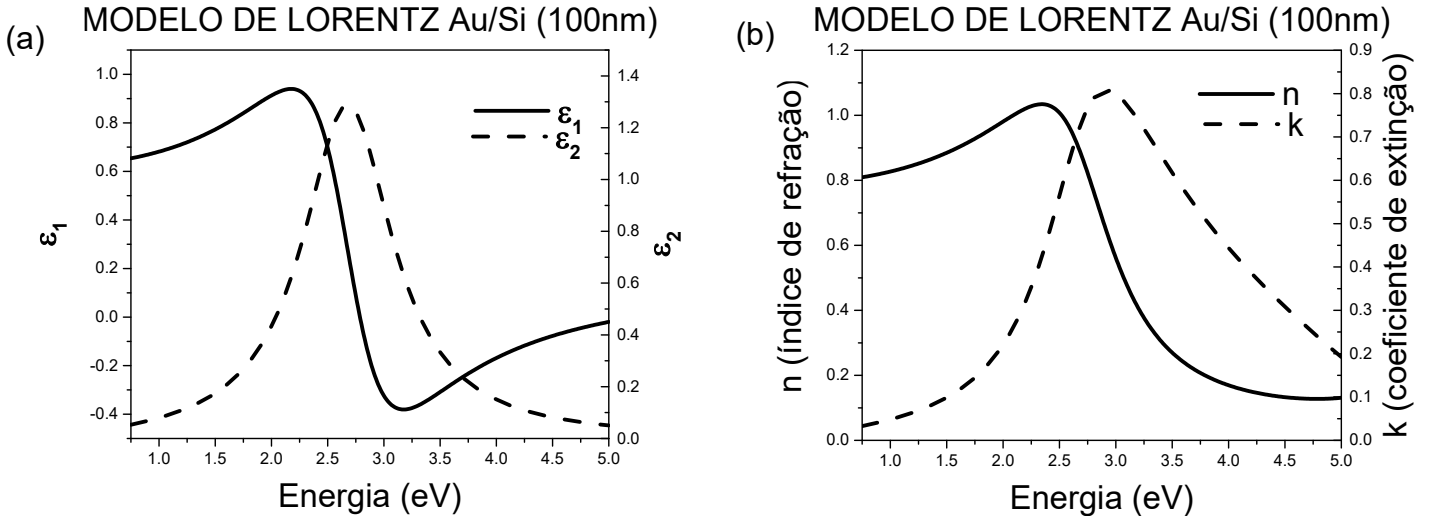 (a)
MODELO DE LORENTZ Au/Si (100nm)
ε1
ε2
1.0
0.8
0.6
0.4
0.2
0.0
-0.2
-0.4
ε1
1.4
1.2
1.0
0.8
0.6
0.4
0.2
0.0
ε2
1.0 1.5 2.0 2.5 3.0 3.5 4.0 4.5 5.0
Energia (eV)
(b)
MODELO DE LORENTZ Au/Si (100nm)
n
k
1.2
1.0
0.8
0.6
0.4
0.2
0.0
n (índice de refração)
0.9
0.8
0.7
0.6
0.5
0.4
0.3
0.2
0.1
0.0
k (coeficiente de extinção)
1.0 1.5 2.0 2.5 3.0 3.5 4.0 4.5 5.0
Energia (eV)